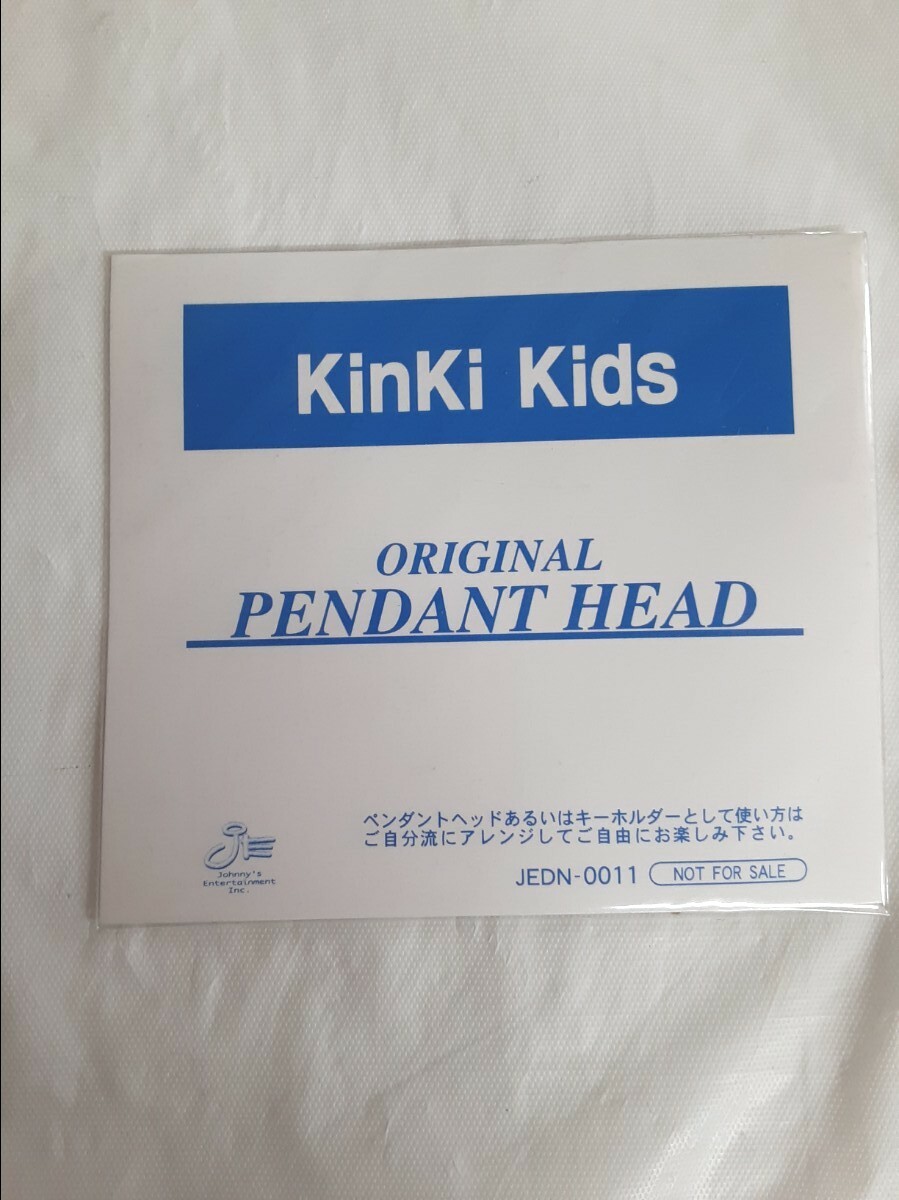 KinKi Kids
ORIGINAL
PENDANT HEAD
ペンダントヘッドあるいはキーホルダーとして使い方は
ご自分流にアレンジしてご自由にお楽しみ下さい。
JE
Johnny's
Entertainment
Inc.
JEDN-0011 NOT FOR SALE